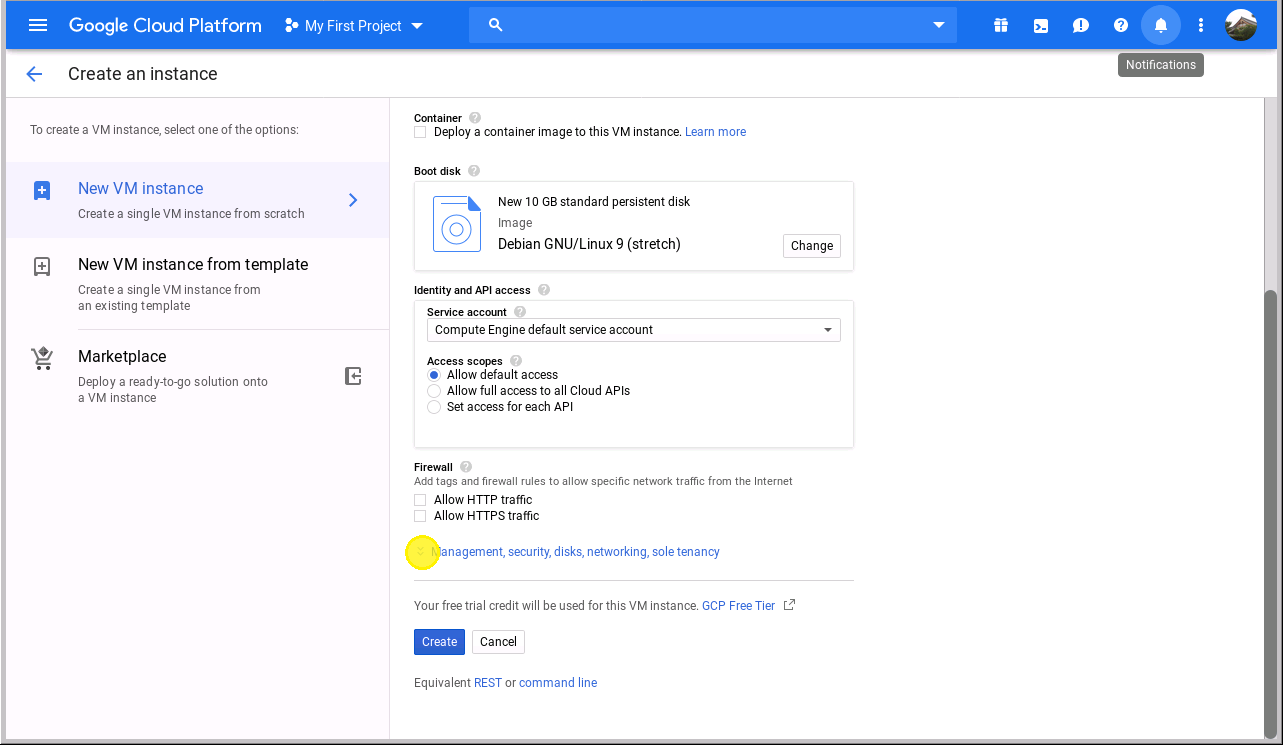 Google Cloud Platform My First Project
Create an instance
Notifications
To create a VM instance, select one of the options:
New VM instance
Create a single VM instance from scratch
New VM instance from template
Create a single VM instance from
an existing template
Marketplace
Deploy a ready-to-go solution onto
a VM instance
Container
Deploy a container image to this VM instance. Learn more
Boot disk
New 10 GB standard persistent disk
Image
Debian GNU/Linux 9 (stretch)
Change
Identity and API access
Service account
Compute Engine default service account
Access scopes
Allow default access
Allow full access to all Cloud APIs
Set access for each API
Firewall
Add tags and firewall rules to allow specific network traffic from the Internet
Allow HTTP traffic
Allow HTTPS traffic
Management, security, disks, networking, sole tenancy
Your free trial credit will be used for this VM instance. GCP Free Tier
Create Cancel
Equivalent REST or command line